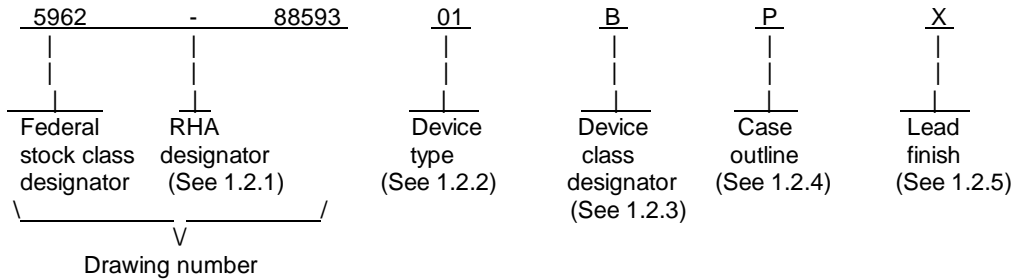 5962 - 88593 01 B P X
Federal RHA Device Device Case Lead
stock class designator type class outline finish
designator (See 1.2.1) (See 1.2.2) designator (See 1.2.4) (See 1.2.5)
(See 1.2.3)
Drawing number